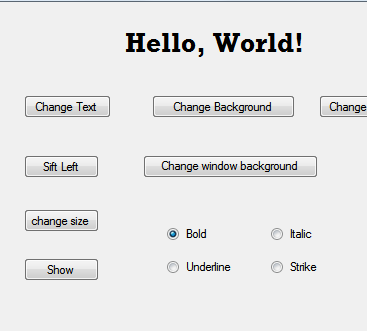 Hello, World!
Change Text Change Background Change
Sift Left Change window background
change size
Bold Italic
Show Underline Strike